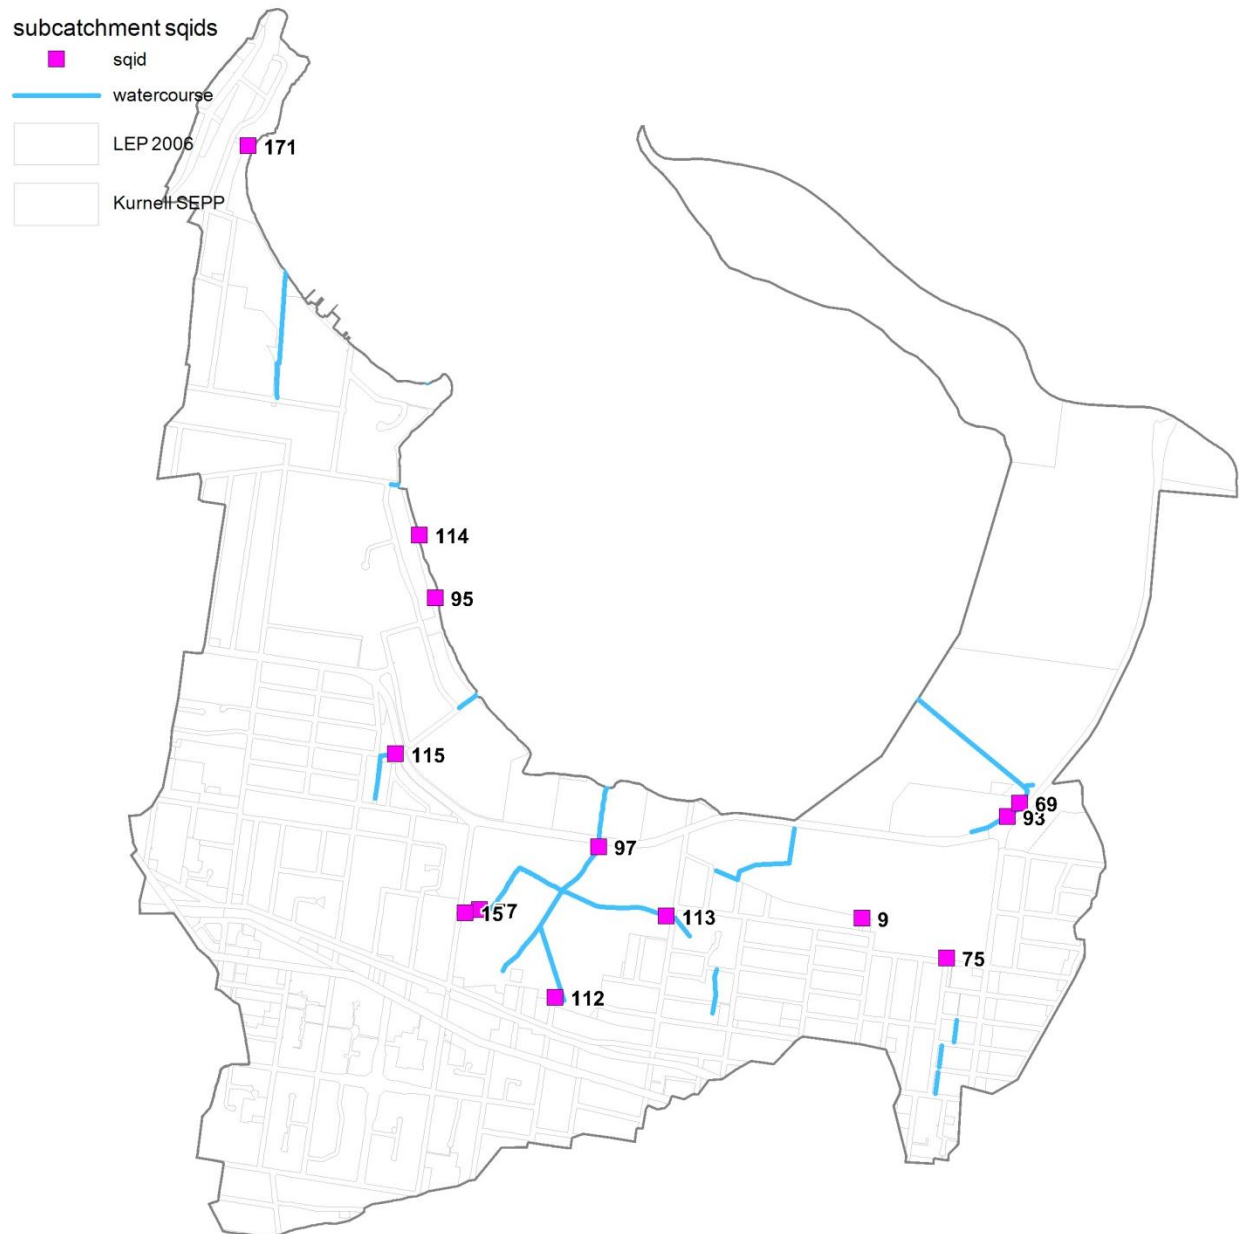 subcatchment sqids
sqid
watercourse
LEP 2006
Kurnell SEPP
171
114
95
115
69
93
97
15
113
9
75
112